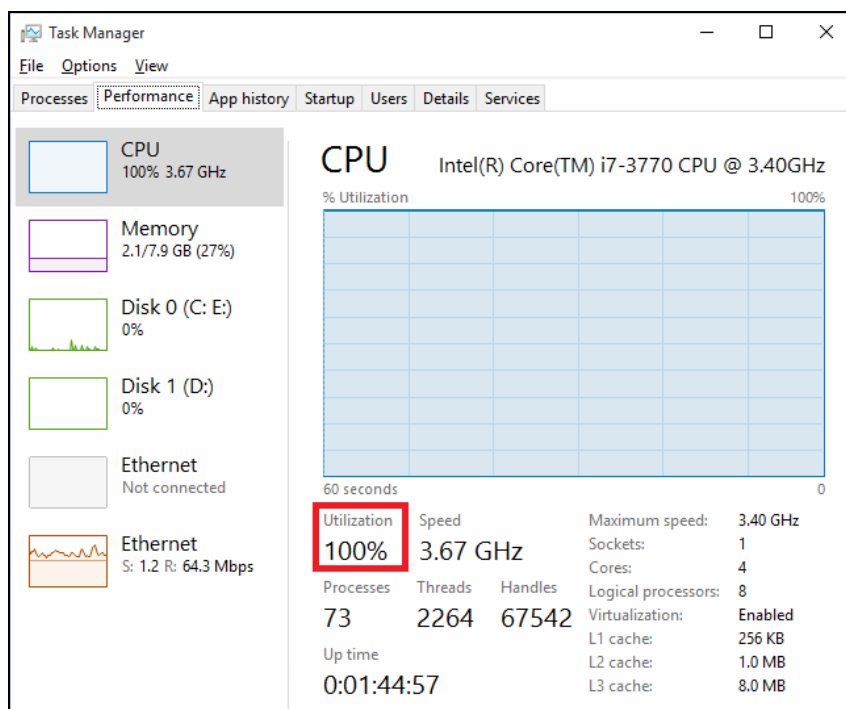 Task Manager
File Options View
Processes Performance App history Startup Users Details Services
CPU
100% 3.67 GHz
Memory
2.1/7.9 GB (27%)
Disk 0 (C: E:)
0%
Disk 1 (D:)
0%
Ethernet
Not connected
Ethernet
S: 1.2 R: 64.3 Mbps
CPU Intel(R) Core(TM) i7-3770 CPU @ 3.40GHz
% Utilization 100%
60 seconds 0
Utilization Speed
100% 3.67 GHz
Processes Threads Handles
73 2264 67542
Up time
0:01:44:57
Maximum speed: 3.40 GHz
Sockets: 1
Cores: 4
Logical processors: 8
Virtualization: Enabled
L1 cache: 256 KB
L2 cache: 1.0 MB
L3 cache: 8.0 MB